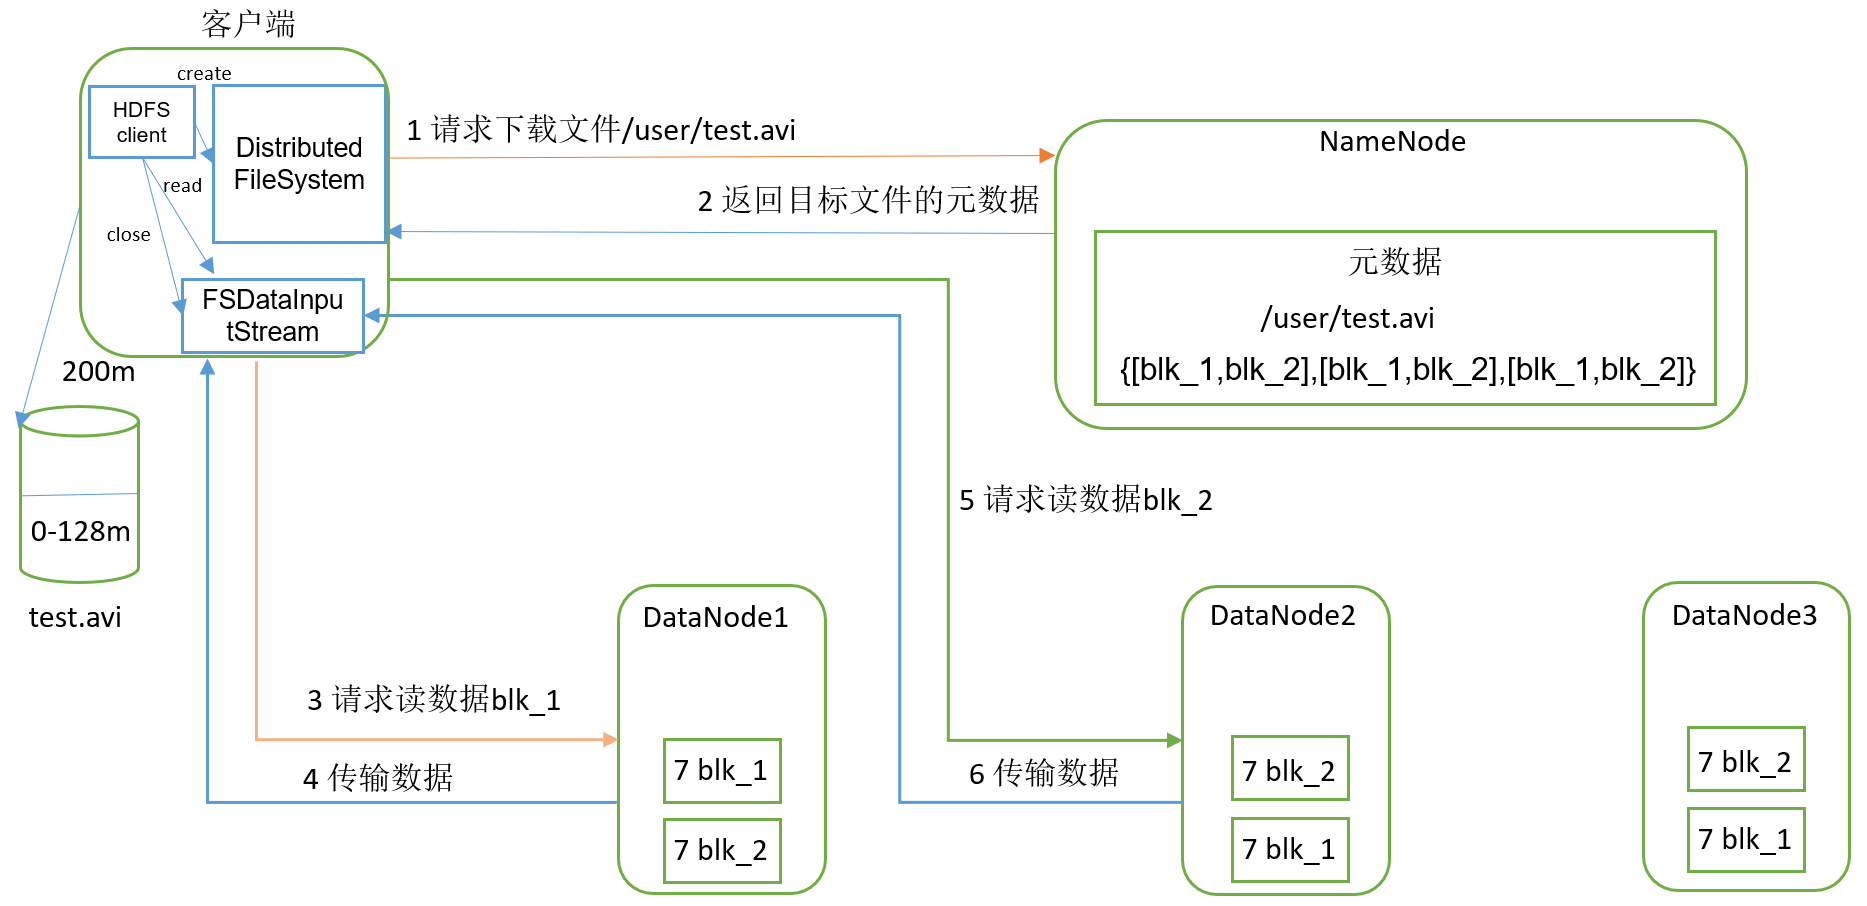 客户端
create
HDFS
client
Distributed
FileSystem
read
close
FSDataInpu
tStream
1 请求下载文件/user/test.avi
2 返回目标文件的元数据
NameNode
元数据
/user/test.avi
{[blk_1,blk_2],[blk_1,blk_2],[blk_1,blk_2]}
200m
0-128m
test.avi
5 请求读数据blk_2
3 请求读数据blk_1
4 传输数据
6 传输数据
DataNode1
7 blk_1
7 blk_2
DataNode2
7 blk_2
7 blk_1
DataNode3
7 blk_2
7 blk_1